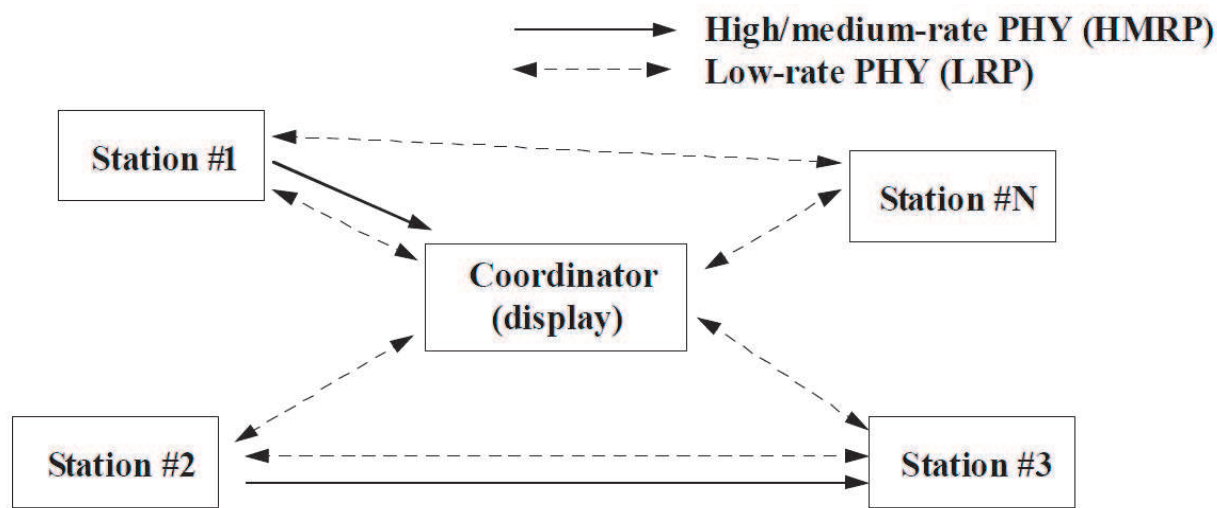 High/medium-rate PHY (HMRP)
Low-rate PHY (LRP)
Station #1
Station #N
Coordinator
(display)
Station #2
Station #3